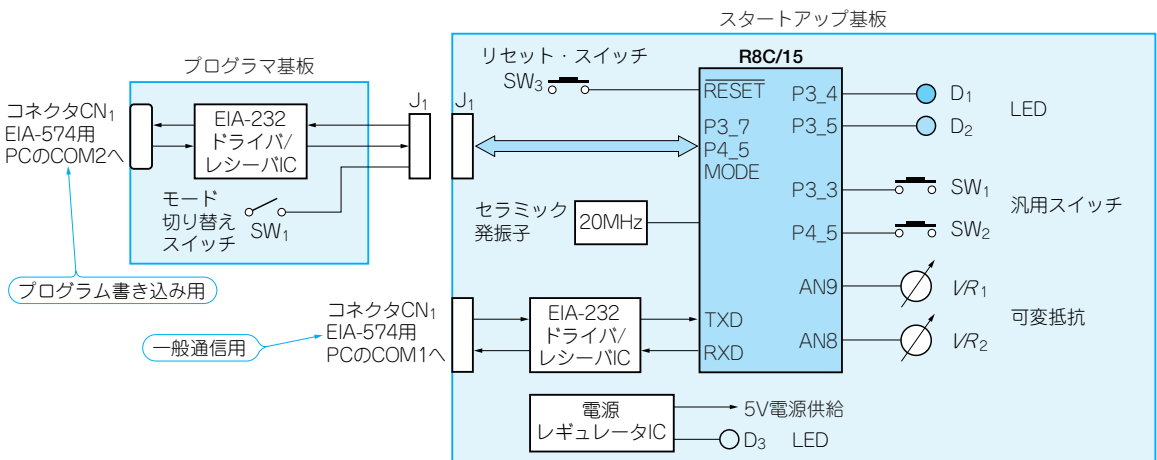 スタートアップ基板
プログラマ基板
コネクタCN1
EIA-574用
PCのCOM2へ
EIA-232
ドライバ/
レシーバIC
モード
切り替え
スイッチ
SW1
J1
J1
プログラム書き込み用
リセット・スイッチ
SW3
R8C/15
RESET
P3_7
P4_5
MODE
セラミック
発振子
20MHz
P3_4
P3_5
P3_3
P4_5
AN9
AN8
TXD
RXD
D1
D2
LED
SW1
SW2
汎用スイッチ
VR1
VR2
可変抵抗
一般通信用
コネクタCN1
EIA-574用
PCのCOM1へ
EIA-232
ドライバ/
レシーバIC
電源
レギュレータIC
5V電源供給
D3 LED